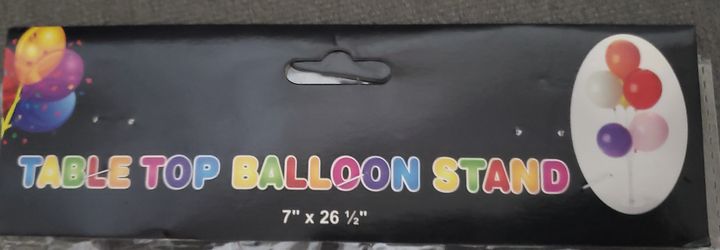 TABLE TOP BALLOON STAND
7" x 26 ½"